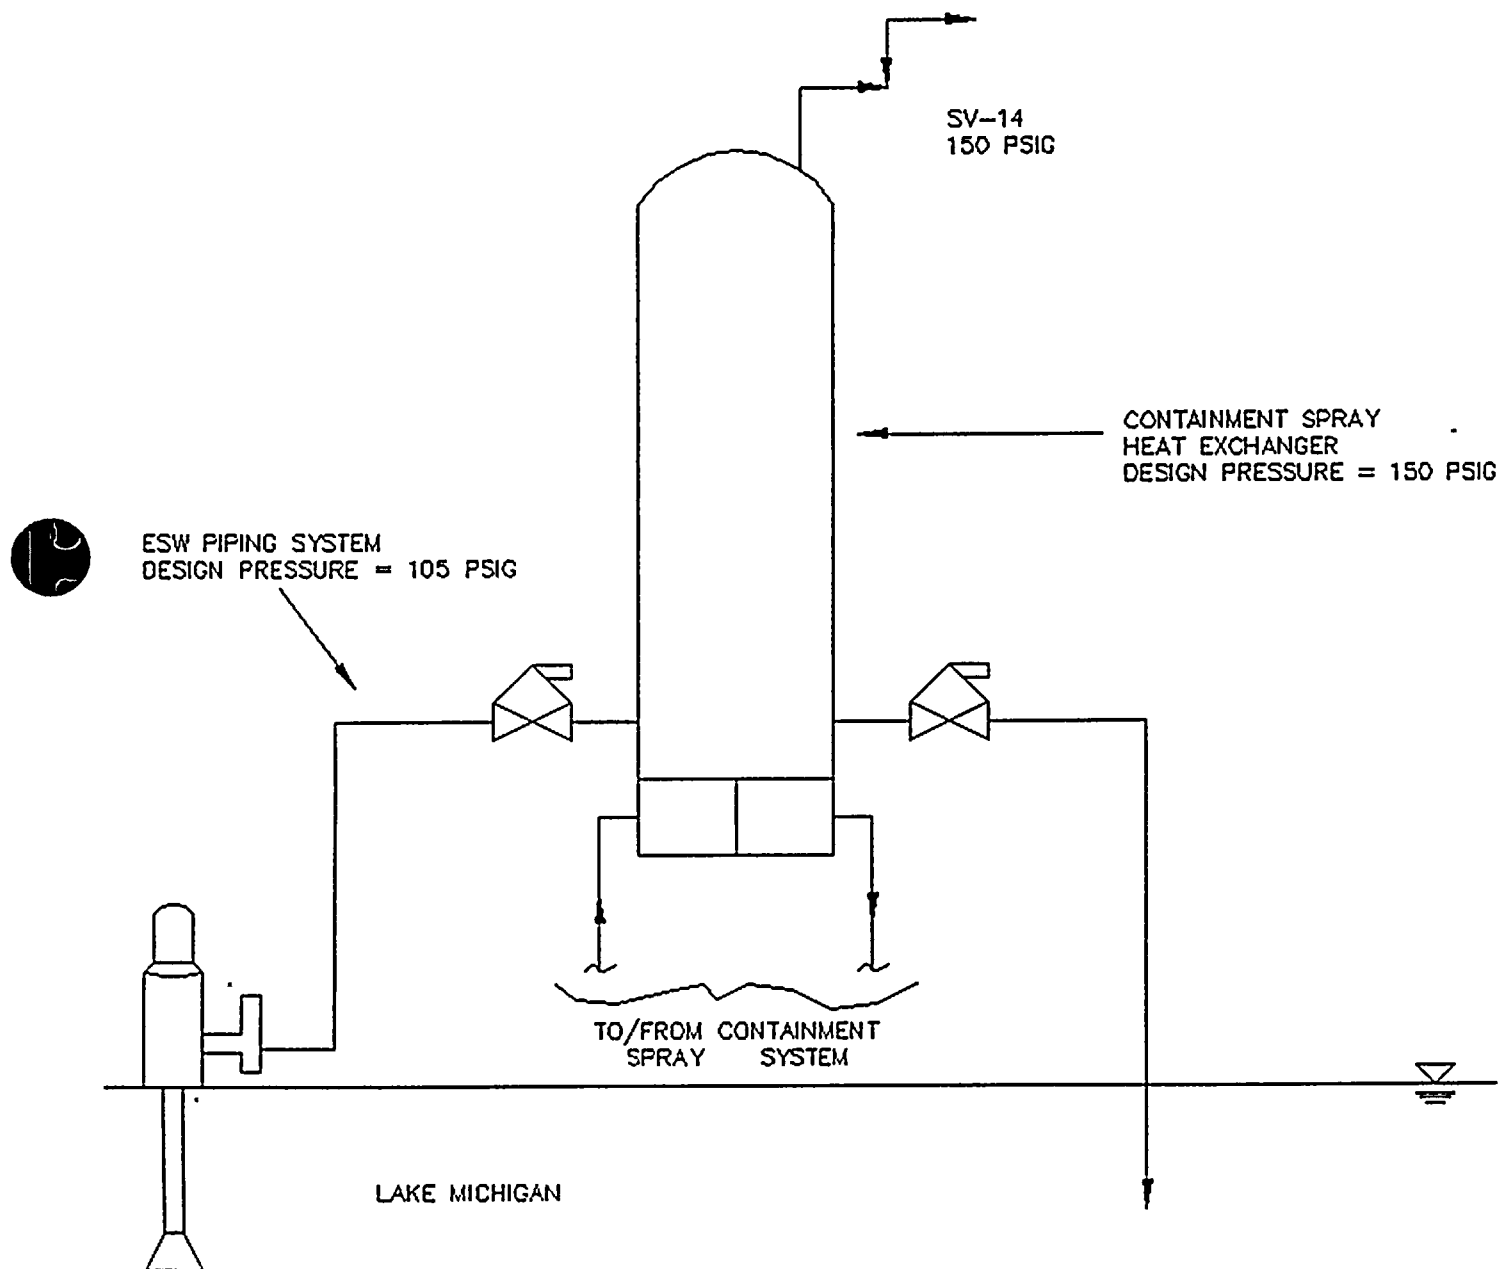 SV-14
150 PSIG
CONTAINMENT SPRAY
HEAT EXCHANGER
DESIGN PRESSURE = 150 PSIG
ESW PIPING SYSTEM
DESIGN PRESSURE = 105 PSIG
TO/FROM CONTAINMENT
SPRAY SYSTEM
LAKE MICHIGAN